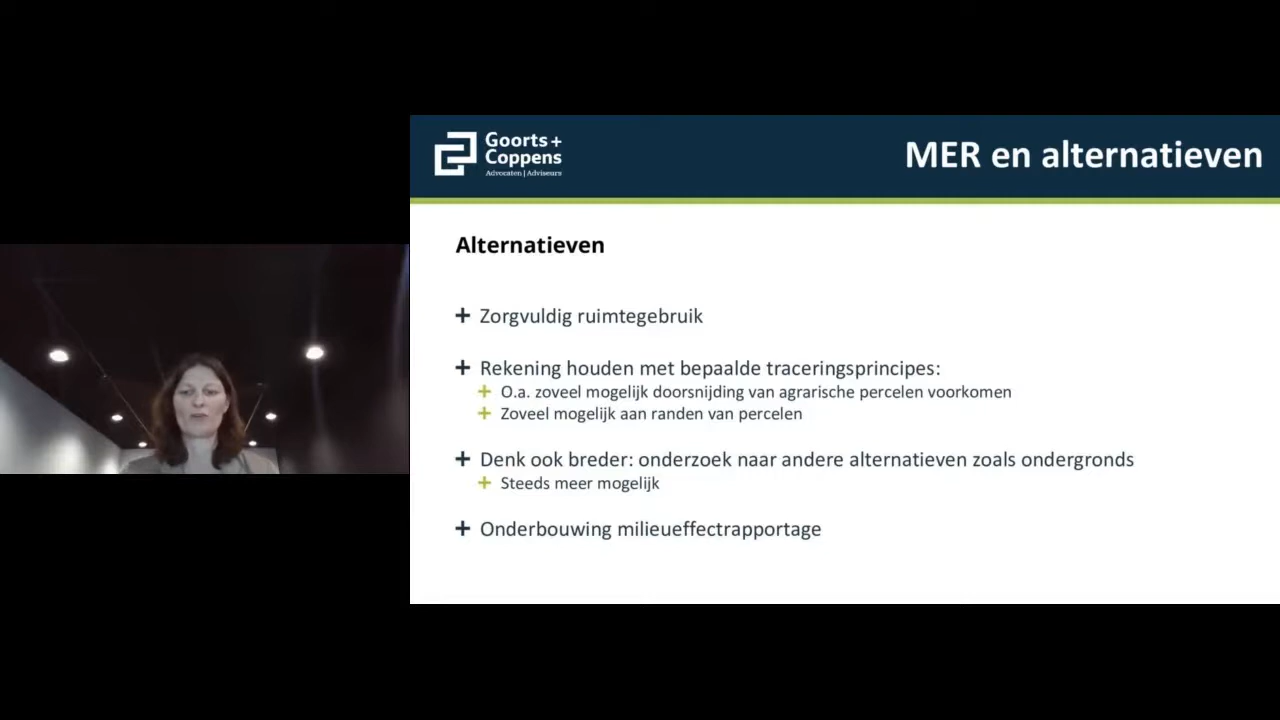 Goorts+
Coppens
Advocaten | Adviseurs
MER en alternatieven
Alternatieven
+ Zorgvuldig ruimtegebruik
+ Rekening houden met bepaalde traceringsprincipes:
+ O.a. zoveel mogelijk doorsnijding van agrarische percelen voorkomen
+ Zoveel mogelijk aan randen van percelen
+ Denk ook breder: onderzoek naar andere alternatieven zoals ondergronds
+ Steeds meer mogelijk
+ Onderbouwing milieueffectrapportage